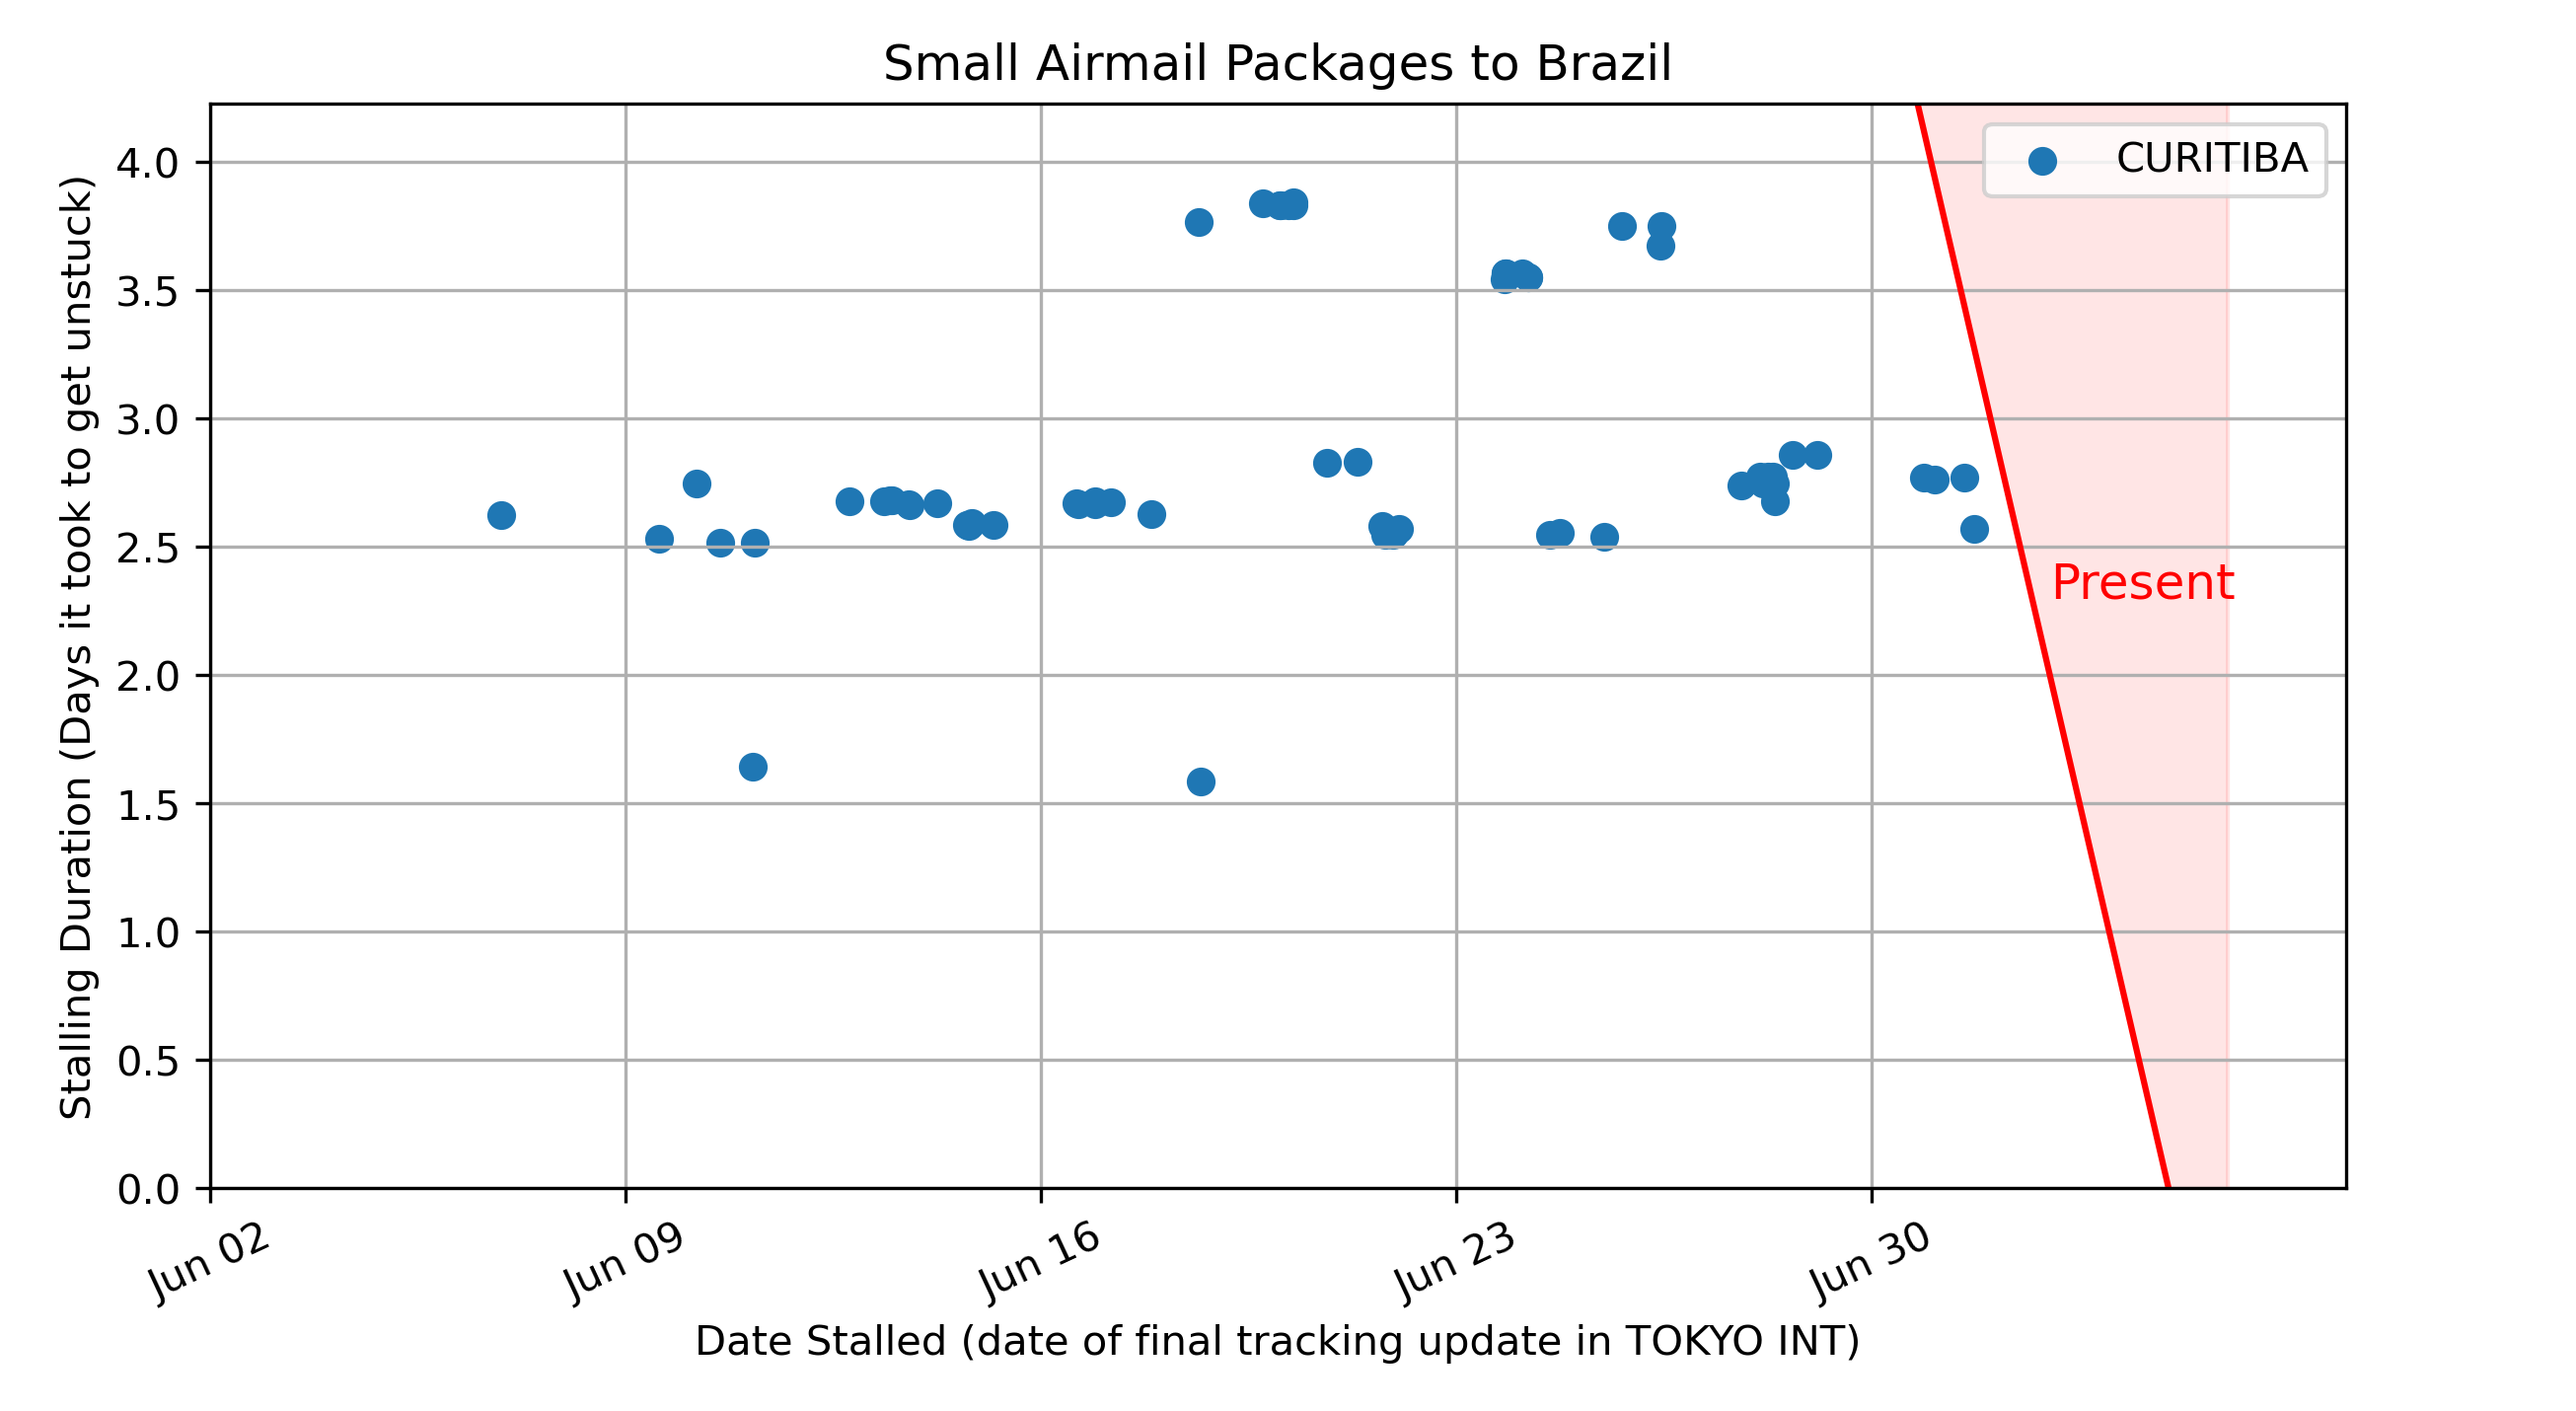 Small Airmail Packages to Brazil
CURITIBA
Present
Stalling Duration (Days it took to get unstuck)
4.0
3.5
3.0
2.5
2.0
1.5
1.0
0.5
0.0
Jun 02
Jun 09
Jun 16
Jun 23
Jun 30
Date Stalled (date of final tracking update in TOKYO INT)